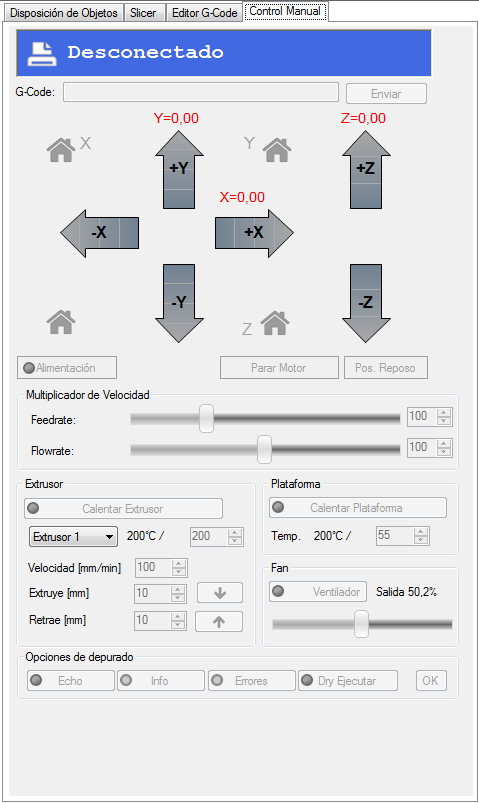 Disposición de Objetos Slicer Editor G-Code Control Manual
Desconectado
G-Code: Enviar
Y=0,00 Z=0,00
X Y
+Y +Z
X=0,00
-X +X
-Y -Z
Z
Alimentación Parar Motor Pos. Reposo
Multiplicador de Velocidad
Feedrate: 100
Flowrate: 100
Extrusor Plataforma
Calentar Extrusor Calentar Plataforma
Extrusor 1 200°C / 200 Temp. 200°C / 55
Velocidad [mm/min] 100 Fan
Extruye [mm] 10 Ventilador Salida 50,2%
Retrae [mm] 10
Opciones de depurado
Echo Info Errores Dry Ejecutar OK